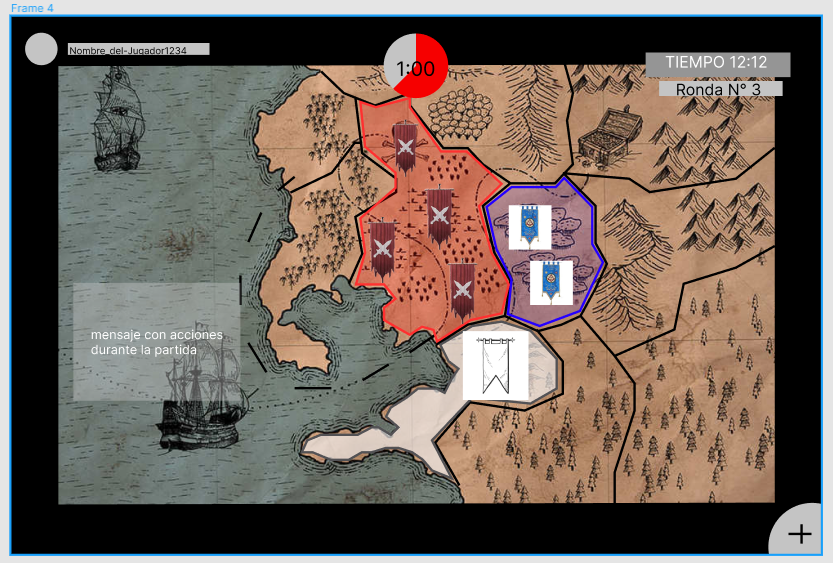 Frame 4
Nombre_del-Jugador1234
1:00
TIEMPO 12:12
Ronda N° 3
mensaje con acciones
durante la partida
+